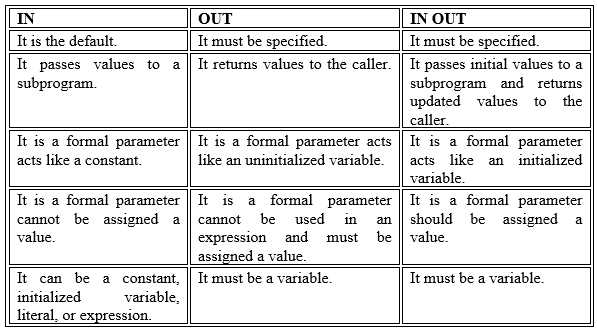 IN OUT IN OUT
It is the default. It must be specified. It must be specified.
It passes values to a
subprogram.
It returns values to the caller.
It passes initial values to a
subprogram and returns
updated values to the
caller.
It is a formal parameter
acts like a constant.
It is a formal parameter acts
like an uninitialized variable.
It is a formal parameter
acts like an initialized
variable.
It is a formal parameter
cannot be assigned a
value.
It is a formal parameter
cannot be used in an
expression and must be
assigned a value.
It is a formal parameter
should be assigned a
value.
It can be a constant,
initialized variable,
literal, or expression.
It must be a variable.
It must be a variable.